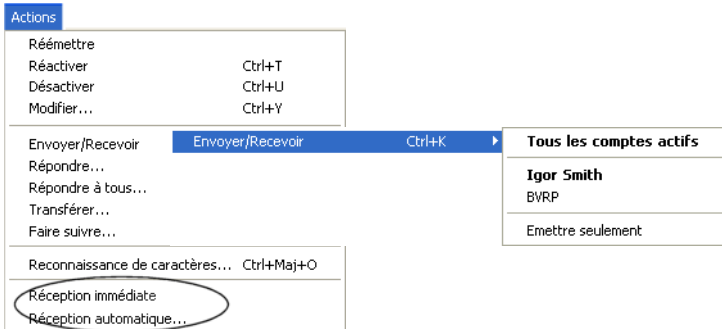 Actions
Réémettre
Réactiver Ctrl+T
Désactiver Ctrl+U
Modifier... Ctrl+Y
Envoyer/Recevoir Envoyer/Recevoir Ctrl+K Tous les comptes actifs
Répondre... Igor Smith
Répondre à tous... BVRP
Transférer...
Faire suivre... Emettre seulement
Reconnaissance de caractères... Ctrl+Maj+O
Réception immédiate
Réception automatique...